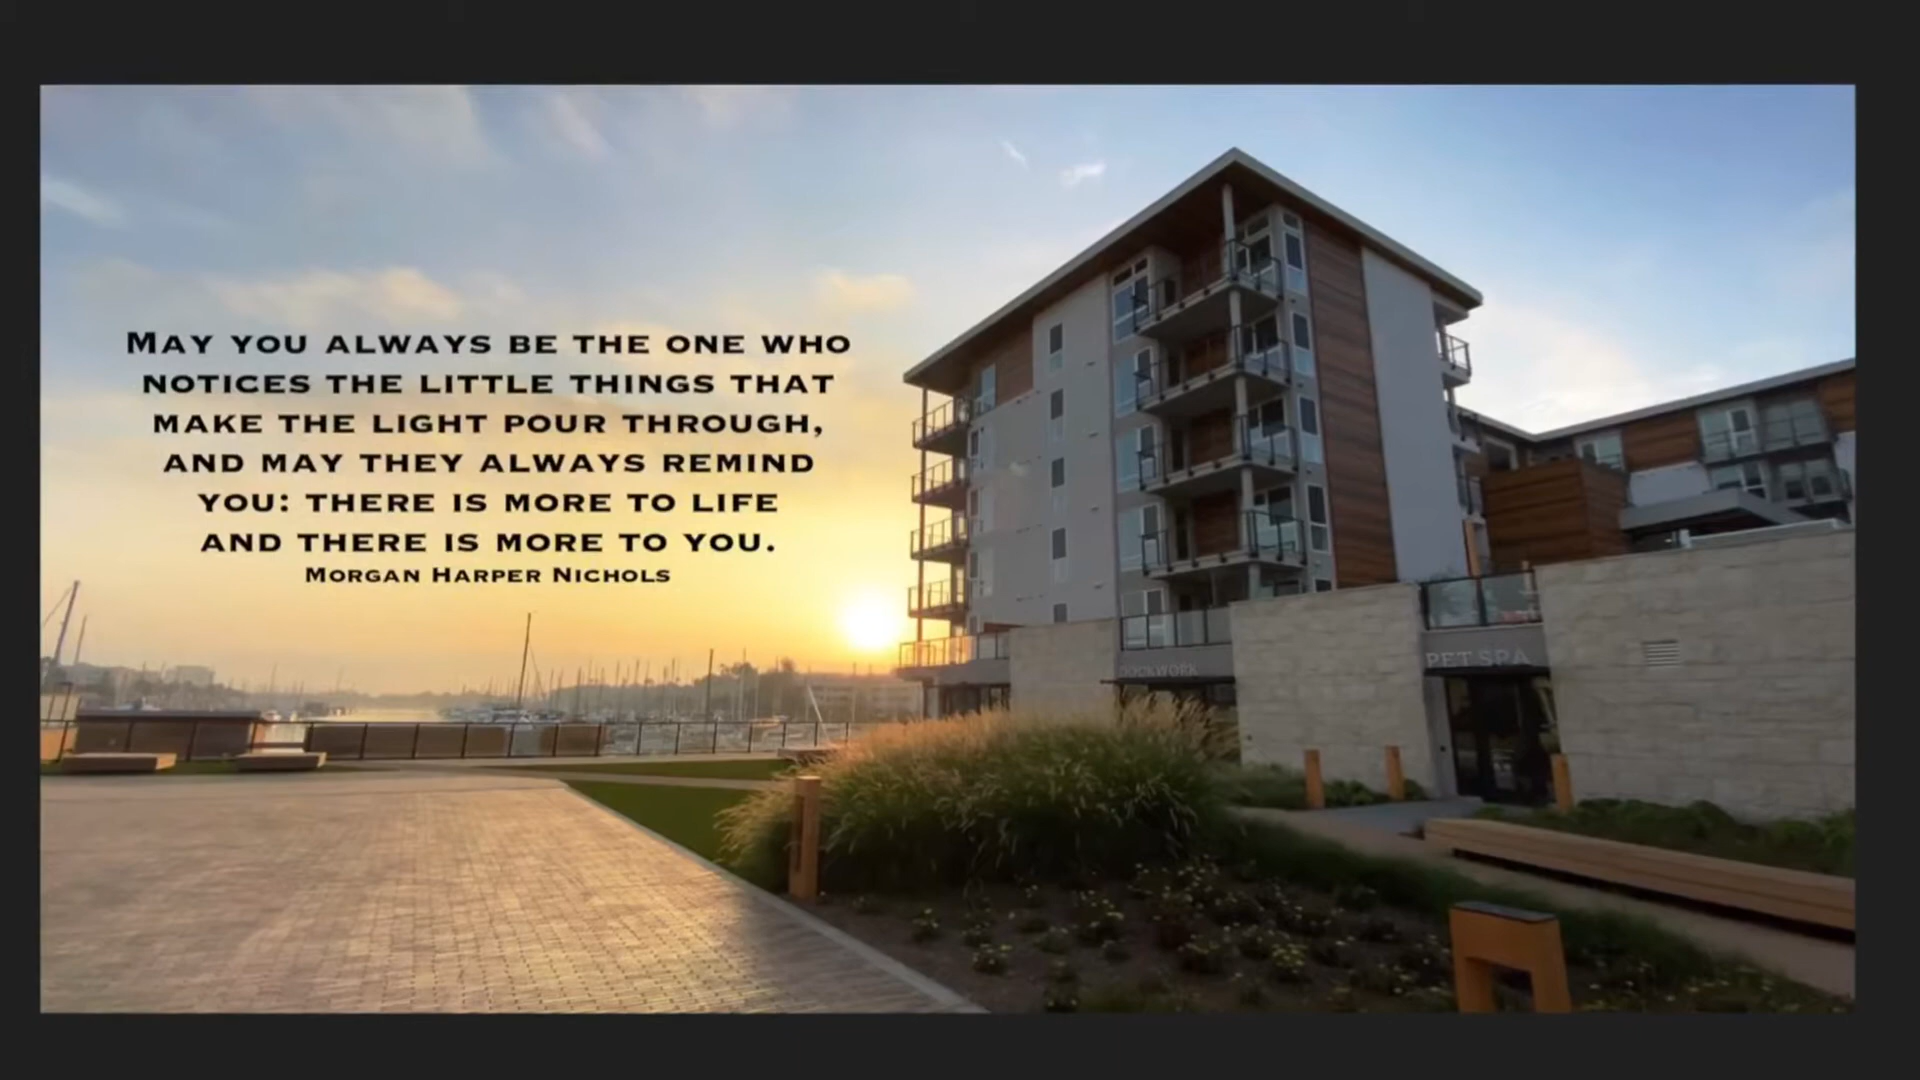 MAY YOU ALWAYS BE THE ONE WHO
NOTICES THE LITTLE THINGS THAT
MAKE THE LIGHT POUR THROUGH,
AND MAY THEY ALWAYS REMIND
YOU: THERE IS MORE TO LIFE
AND THERE IS MORE TO YOU.
MORGAN HARPER NICHOLS
DOCKWORK
PET SPA